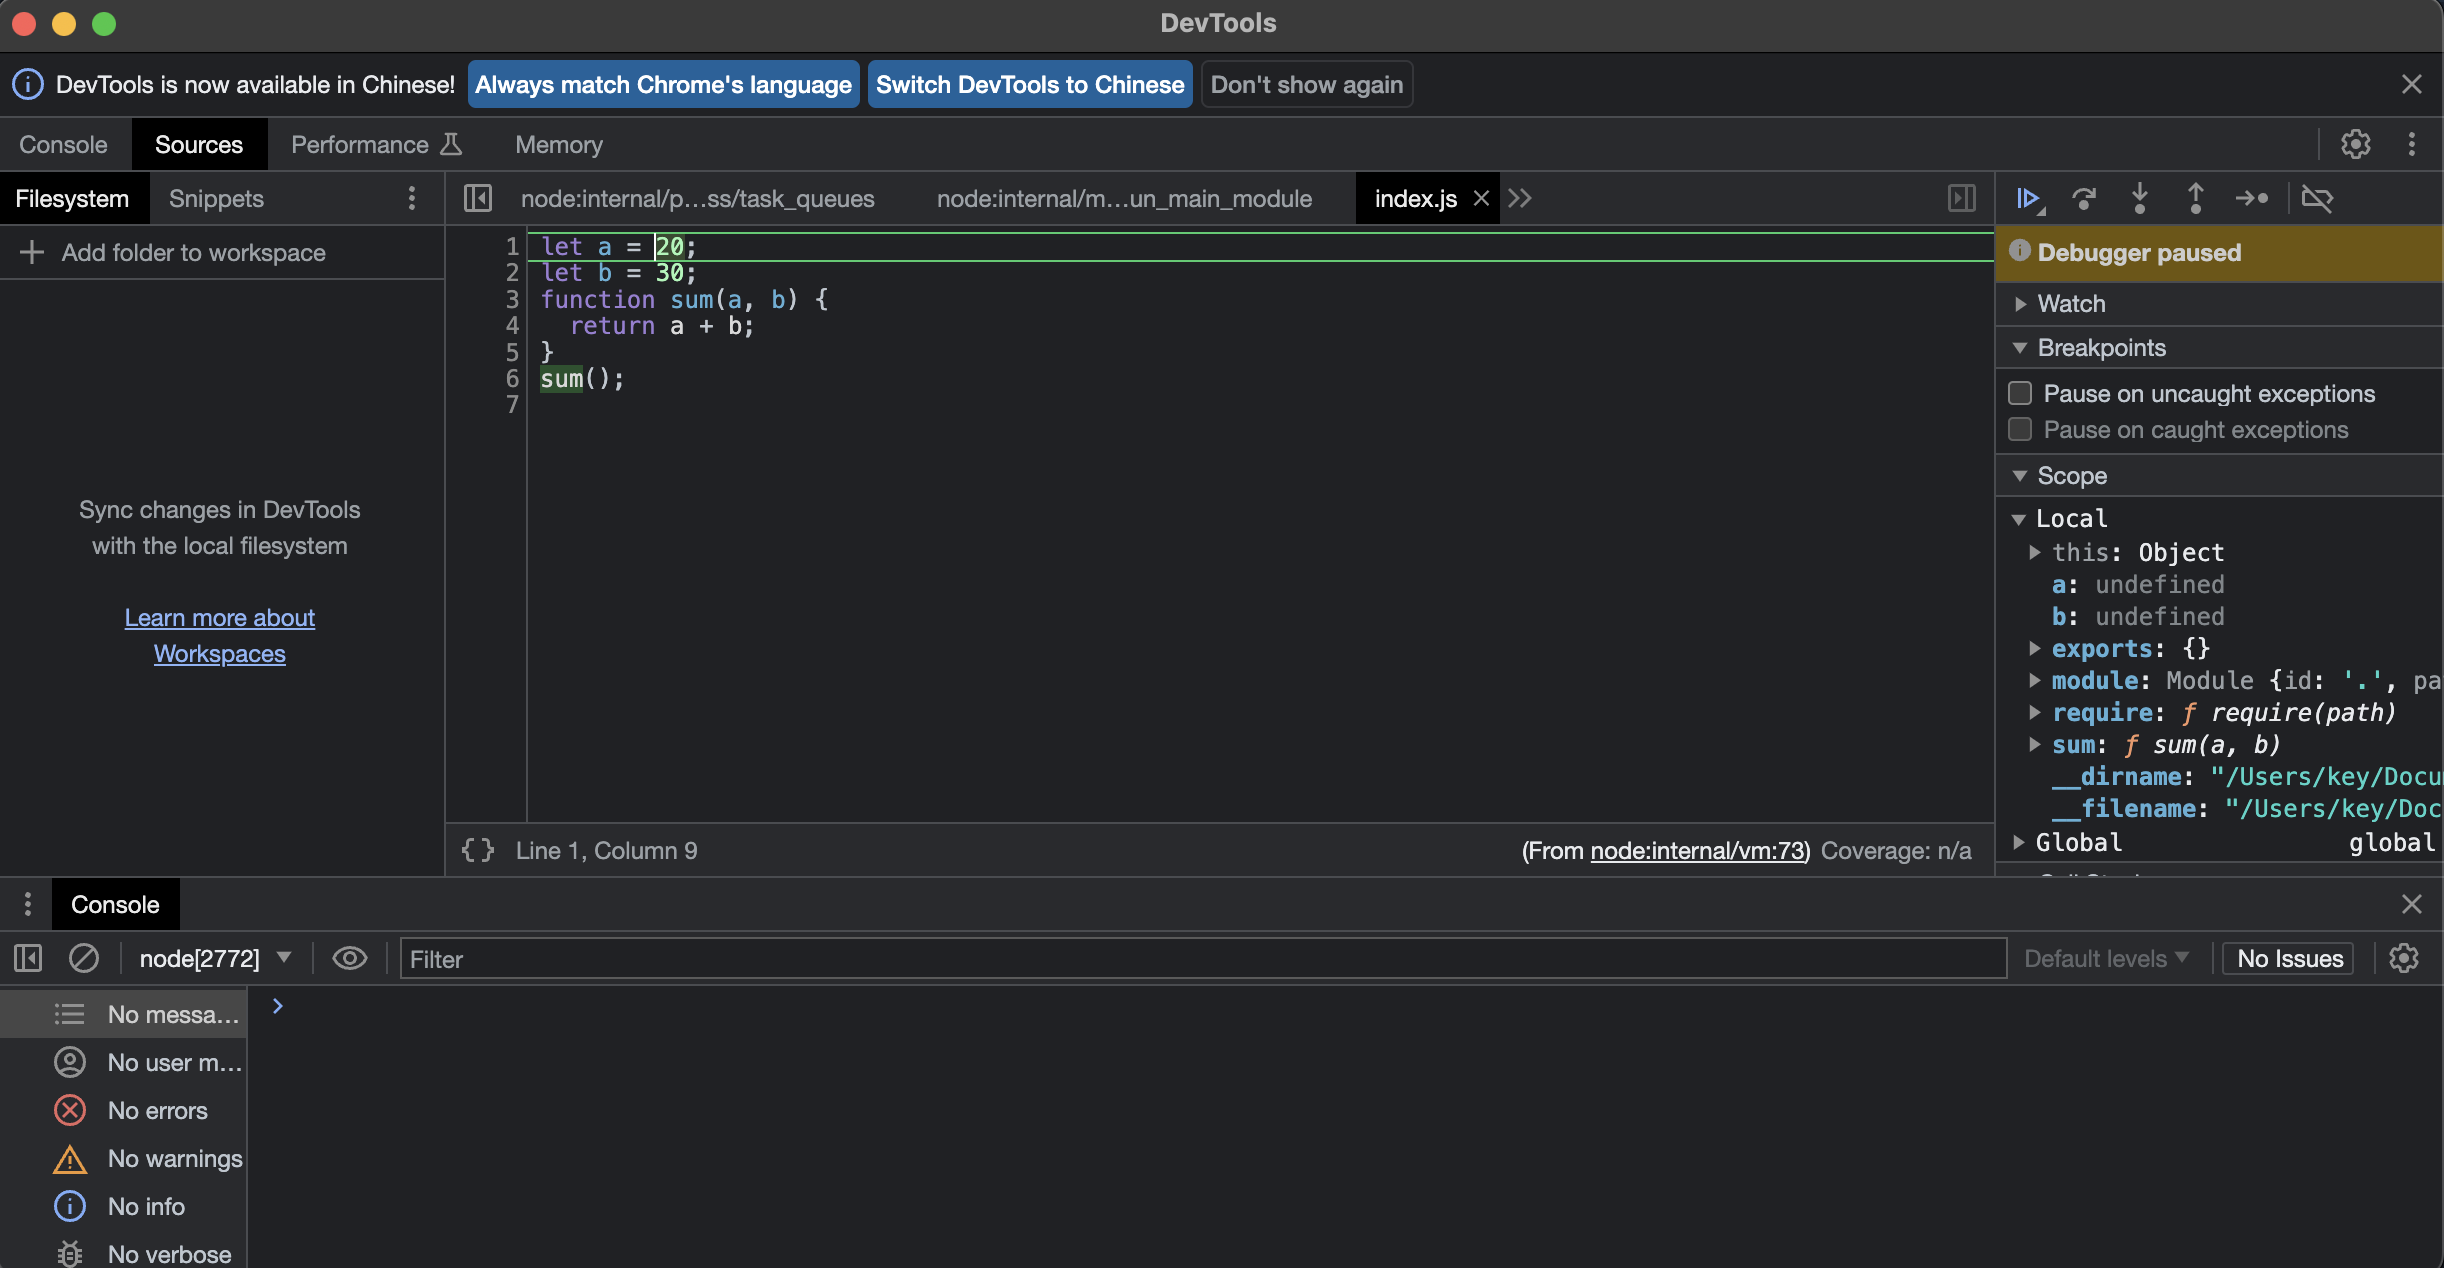 DevTools
DevTools is now available in Chinese! Always match Chrome's language Switch DevTools to Chinese Don't show again
Console Sources Performance Memory
Filesystem Snippets
Add folder to workspace
Sync changes in DevTools
with the local filesystem
Learn more about
Workspaces
node:internal/p…ss/task_queues node:internal/m…un_main_module index.js
1 let a = 20;
2 let b = 30;
3 function sum(a, b) {
4 return a + b;
5 }
6 sum();
7
{ } Line 1, Column 9 (From node:internal/vm:73) Coverage: n/a
Debugger paused
Watch
Breakpoints
Pause on uncaught exceptions
Pause on caught exceptions
Scope
Local
this: Object
a: undefined
b: undefined
exports: {}
module: Module {id: '.', pa
require: ƒ require(path)
sum: ƒ sum(a, b)
__dirname: "/Users/key/Docu
__filename: "/Users/key/Doc
Global global
Console
node[2772] Filter Default levels No Issues
No messa…
No user m…
No errors
No warnings
No info
No verbose